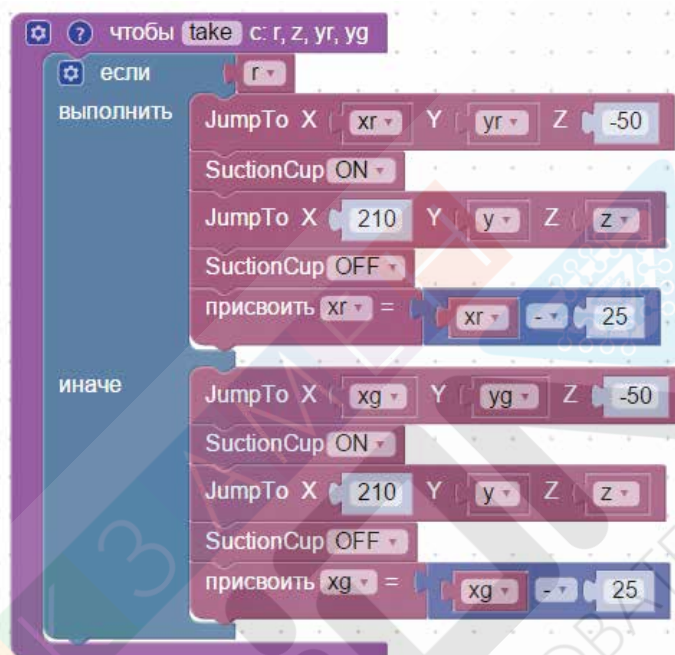 ? чтобы take с: r, z, yr, yg
если r
выполнить
JumpTo X xr Y yr Z -50
SuctionCup ON
JumpTo X 210 Y y Z z
SuctionCup OFF
присвоить xr = xr - 25
иначе
JumpTo X xg Y yg Z -50
SuctionCup ON
JumpTo X 210 Y y Z z
SuctionCup OFF
присвоить xg = xg - 25